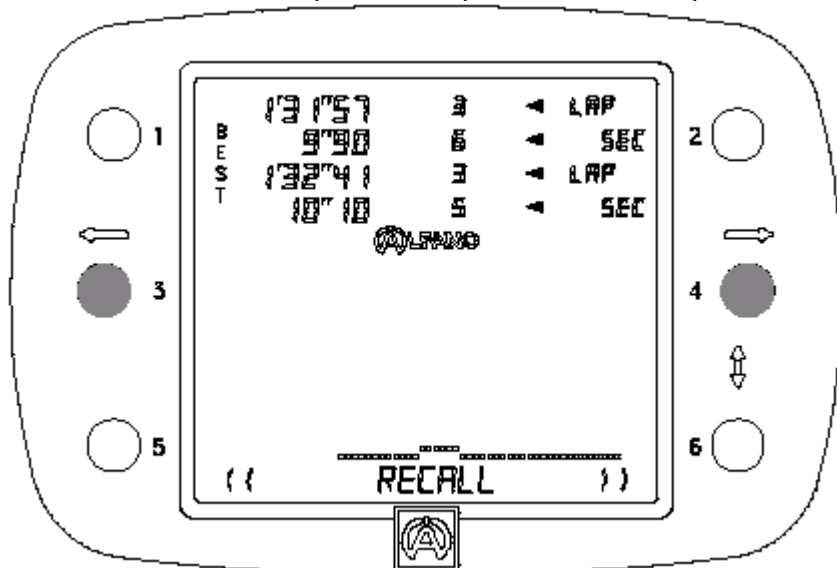 1'31"57 3 ◄ LAP
BEST
9"90 6 ◄ SEC
1'32"41 3 ◄ LAP
10"10 5 ◄ SEC
ALFANO
1 2
3 4
5 6
(( RECALL ))